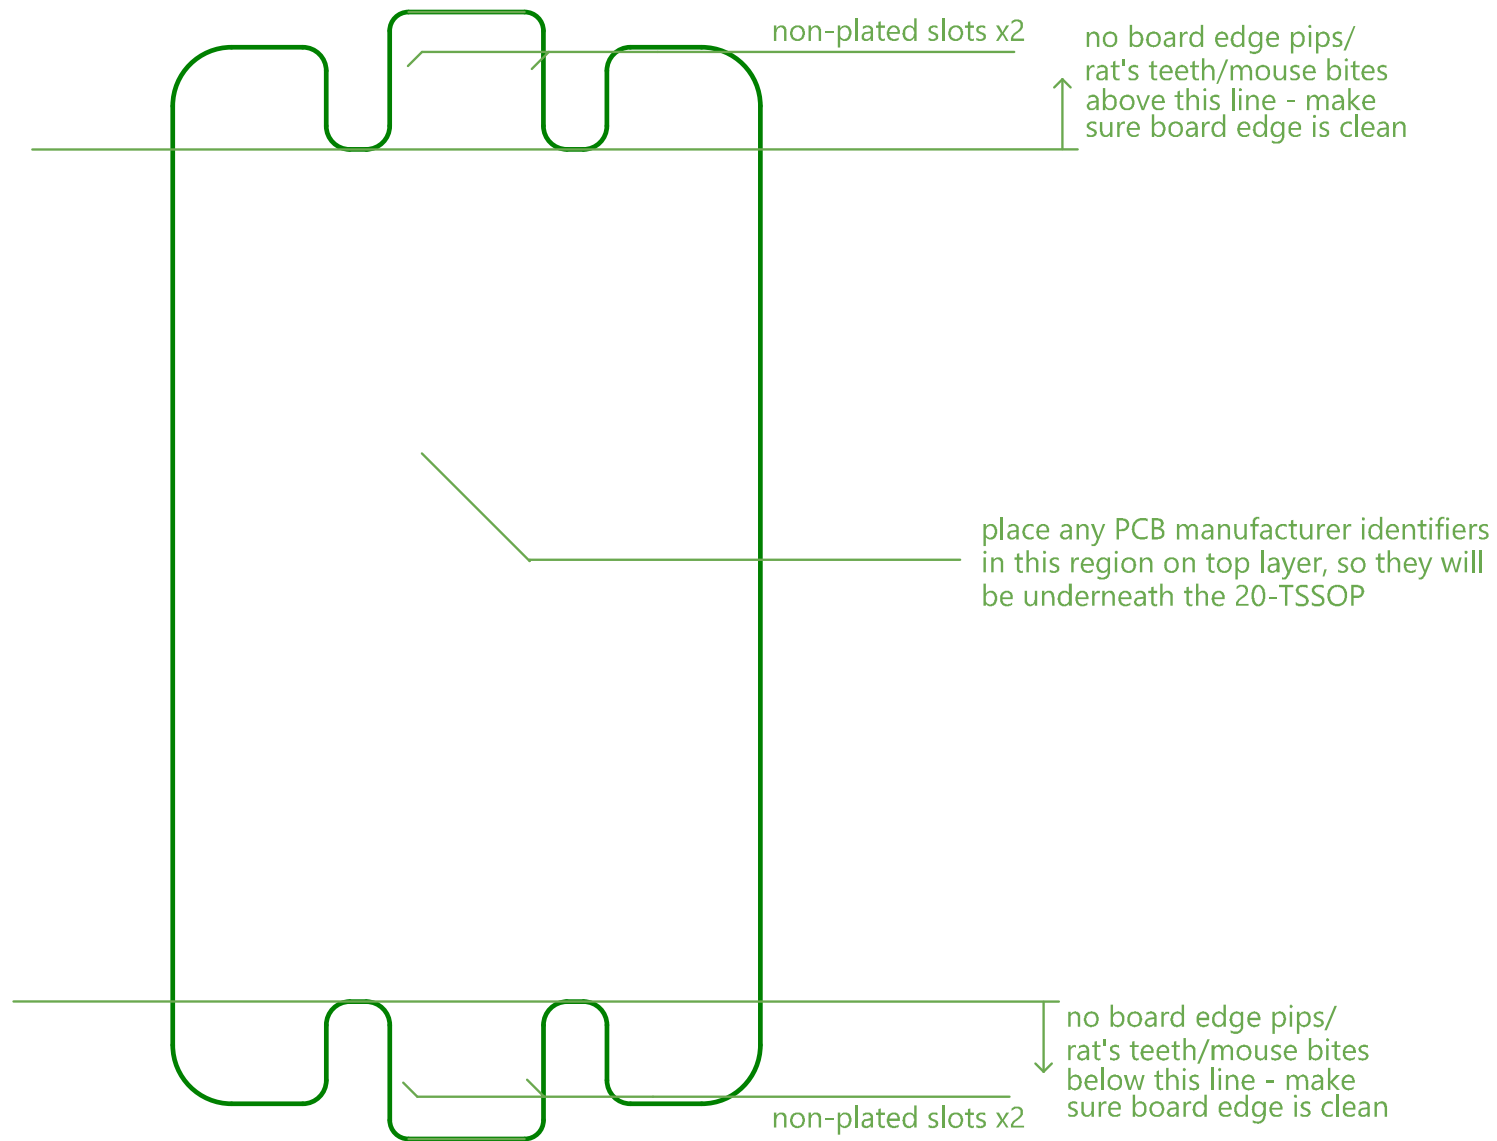 non-plated slots x2
no board edge pips/
rat's teeth/mouse bites
above this line - make
sure board edge is clean
place any PCB manufacturer identifiers
in this region on top layer, so they will
be underneath the 20-TSSOP
no board edge pips/
rat's teeth/mouse bites
below this line - make
sure board edge is clean
non-plated slots x2